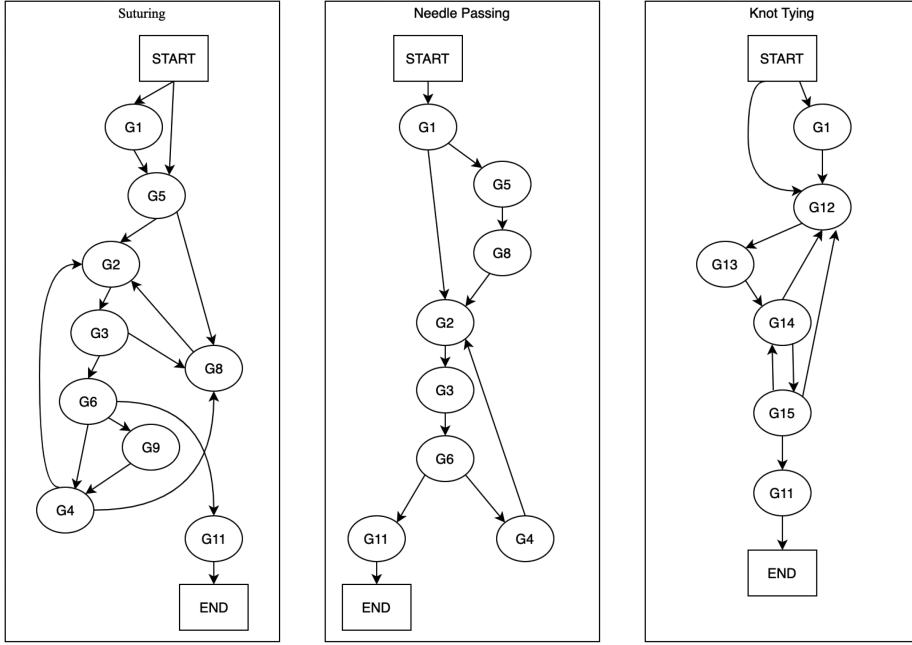 Suturing
START
G1
G5
G2
G3
G8
G6
G9
G4
G11
END
Needle Passing
START
G1
G5
G8
G2
G3
G6
G11
G4
END
Knot Tying
START
G1
G12
G13
G14
G15
G11
END